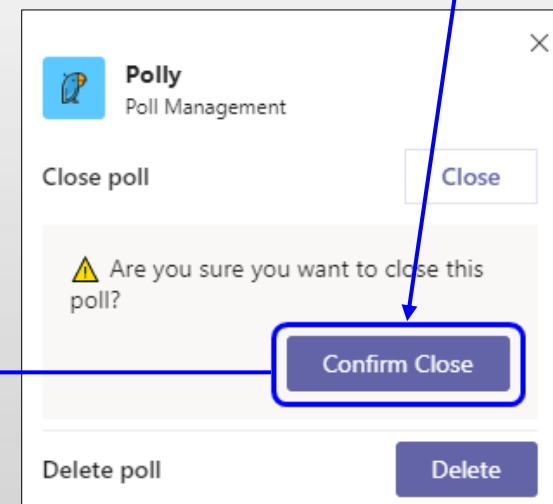 Polly
Poll Management
Close poll
Close
Are you sure you want to close this
poll?
Confirm Close
Delete poll
Delete